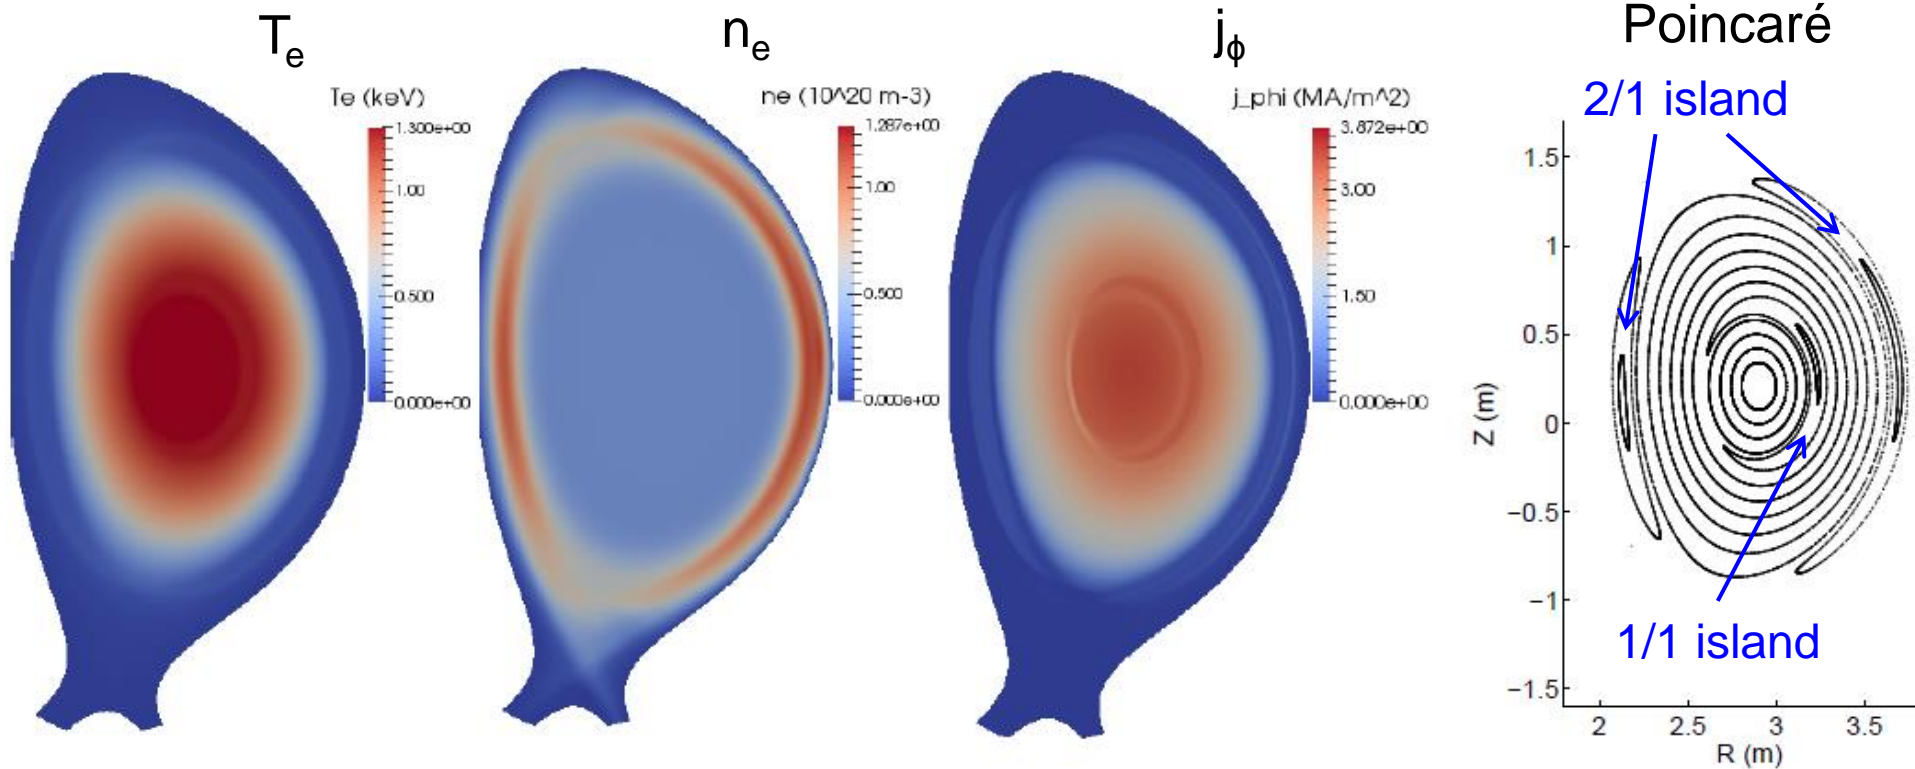 Te
Te (keV)
1.300e+00
1.00
0.500
0.000e+00
ne
ne (10^20 m-3)
1.287e+00
1.00
0.500
0.000e+00
jϕ
j_phi (MA/m^2)
3.872e+00
3.00
1.50
0.000e+00
Poincaré
2/1 island
1.5
1
0.5
0
−0.5
−1
−1.5
Z (m)
1/1 island
2
2.5
3
3.5
R (m)